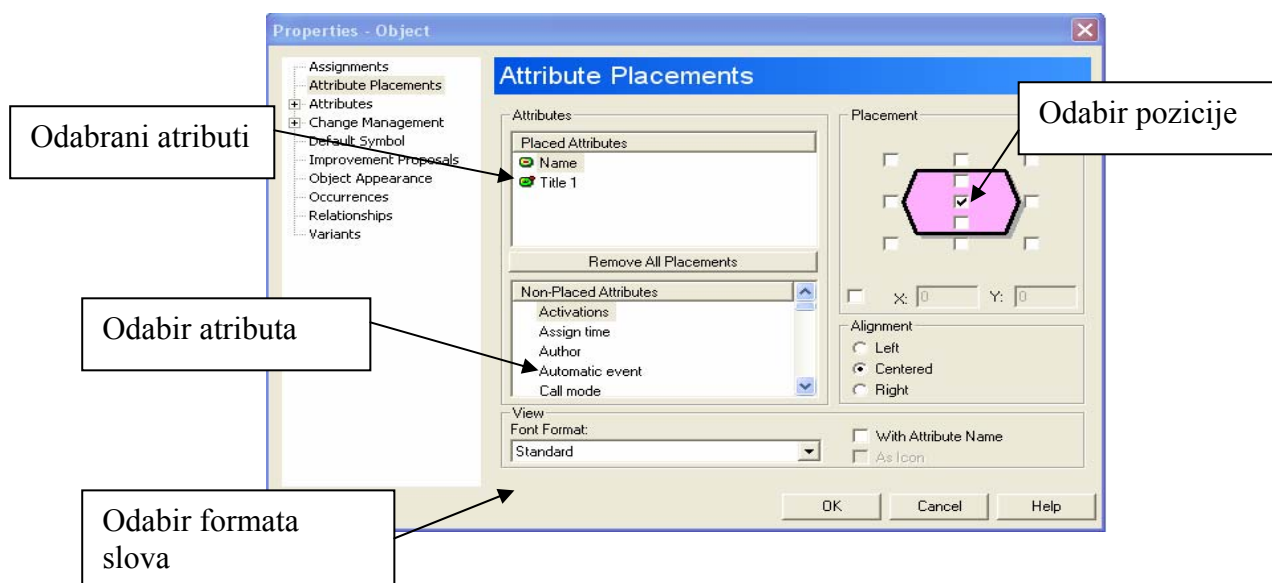 Properties - Object
Assignments
Attribute Placements
Attributes
Change Management
Default Symbol
Improvement Proposals
Object Appearance
Occurrences
Relationships
Variants
Attribute Placements
Attributes
Placed Attributes
Name
Title 1
Remove All Placements
Non-Placed Attributes
Activations
Assign time
Author
Automatic event
Call mode
Placement
X: 0 Y: 0
Alignment
Left
Centered
Right
View
Font Format:
Standard
With Attribute Name
As Icon
OK Cancel Help
Odabrani atributi
Odabir pozicije
Odabir atributa
Odabir formata
slova